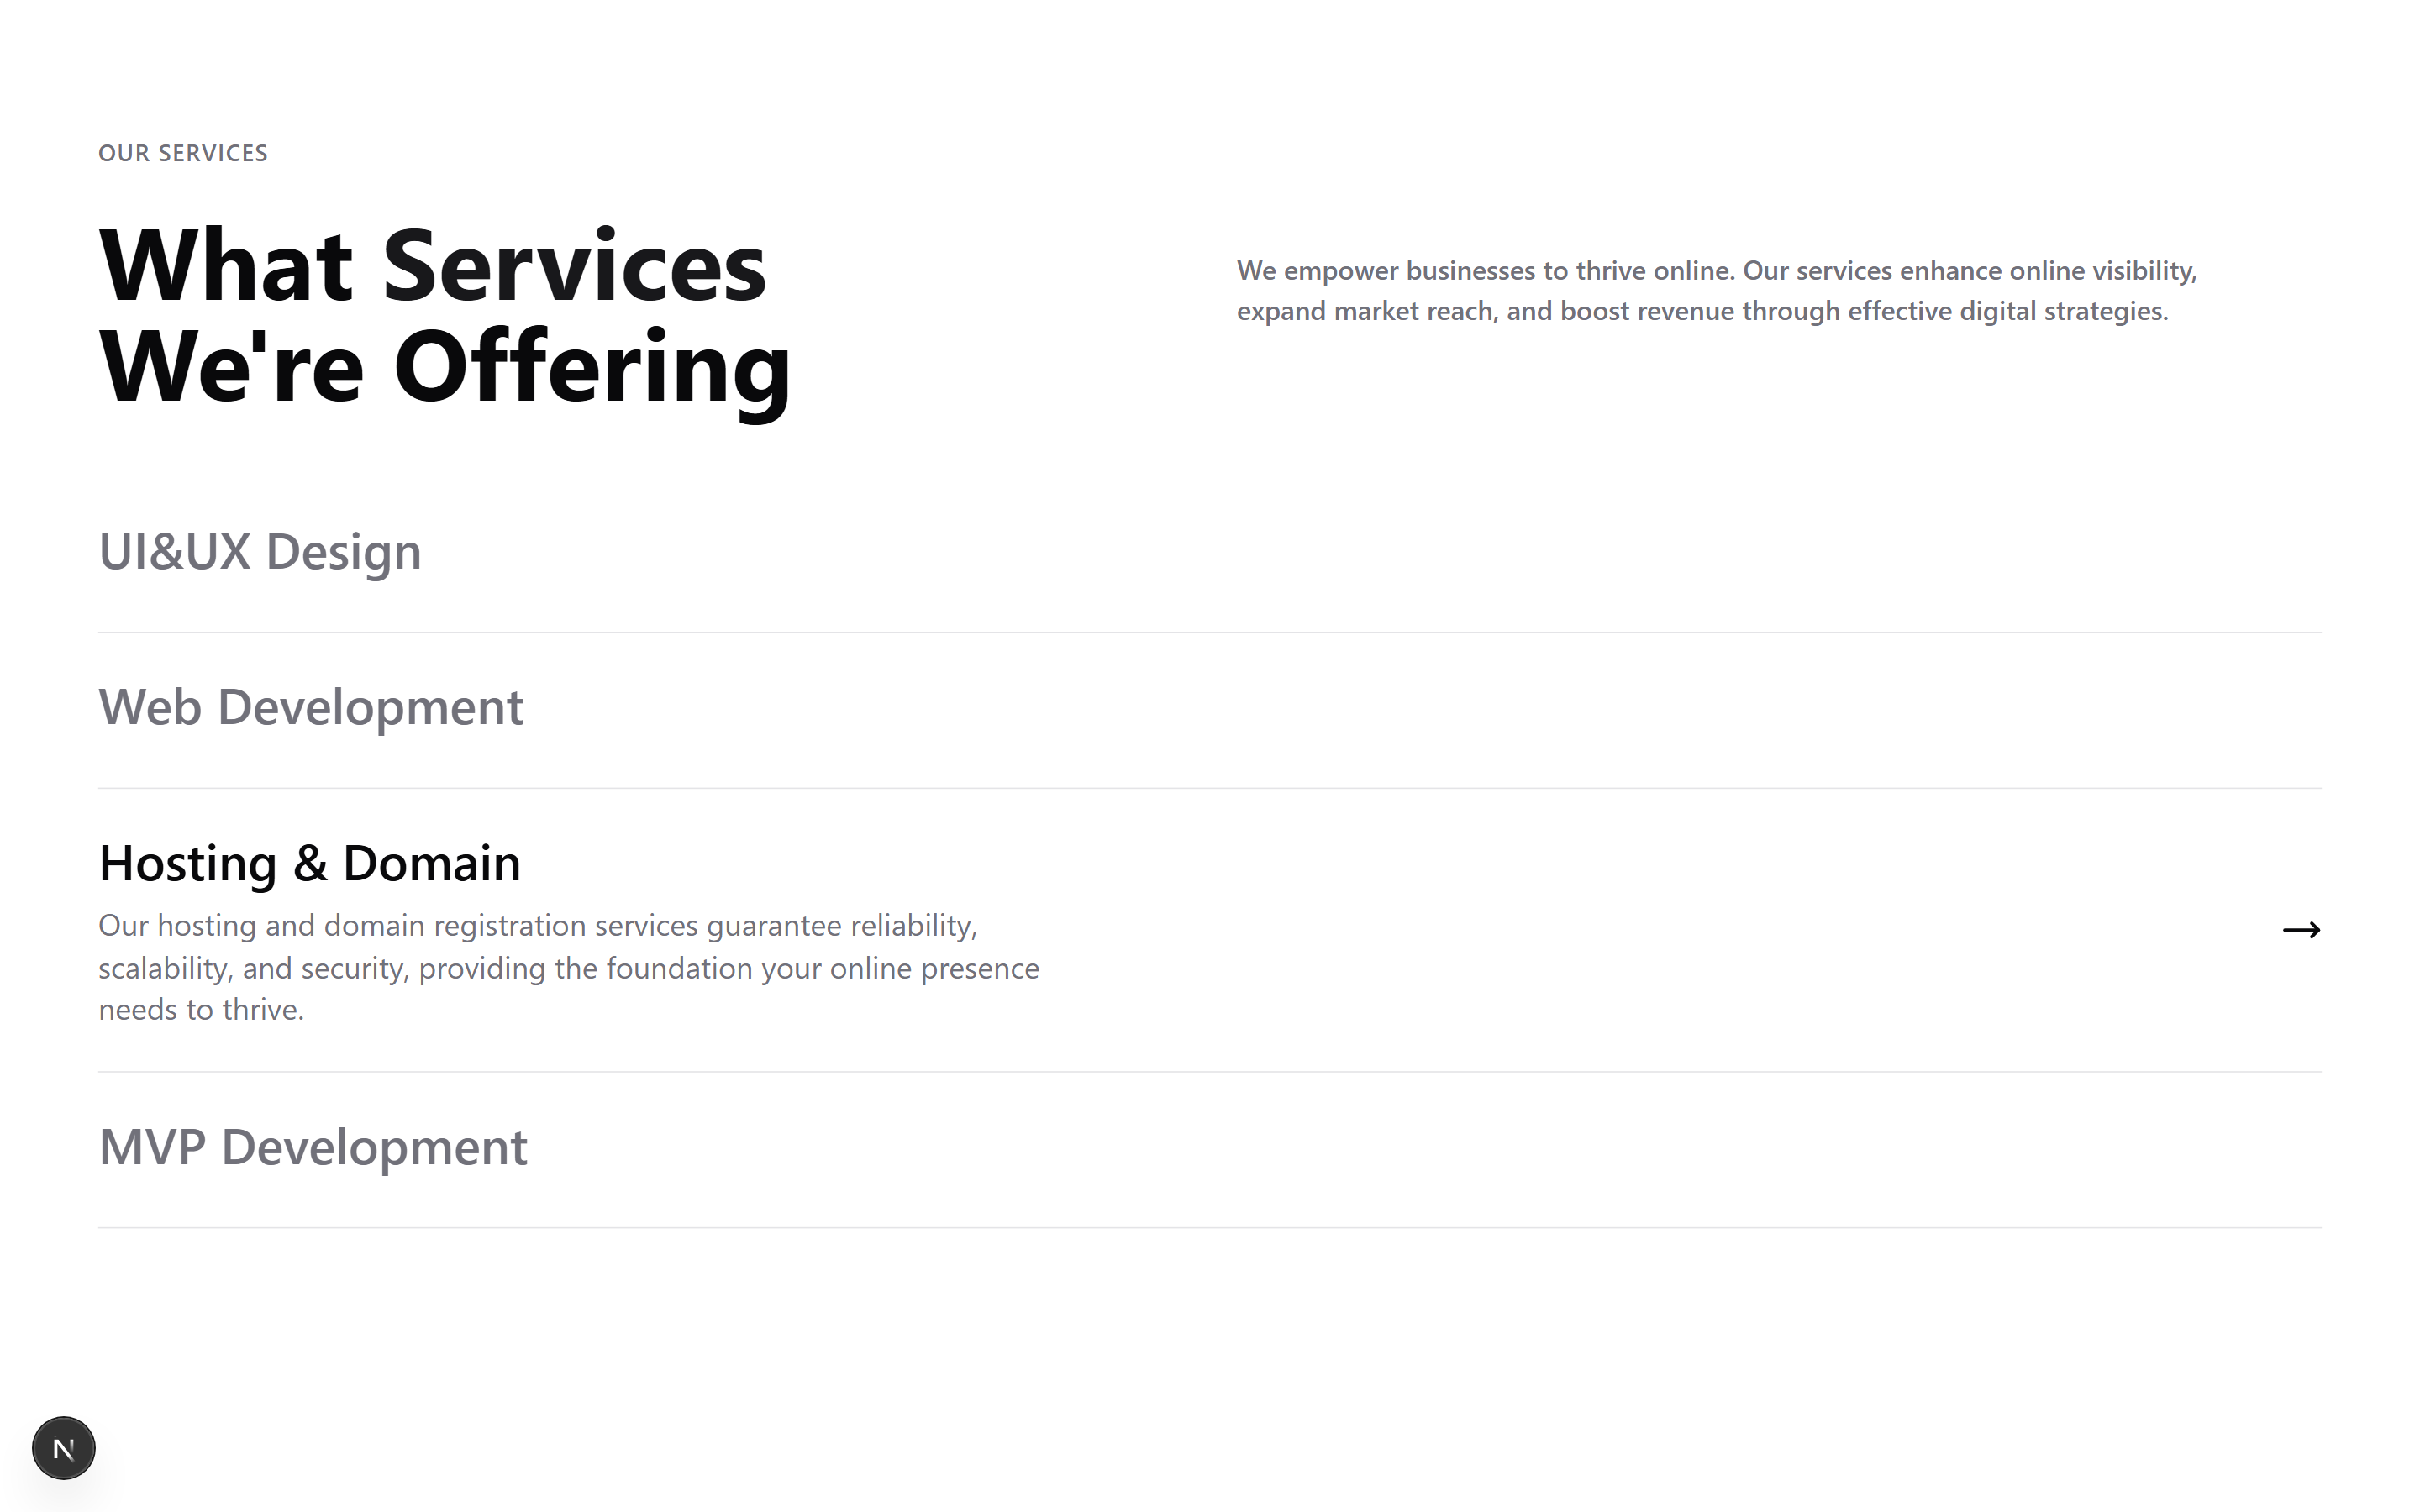 OUR SERVICES
What Services
We're Offering
We empower businesses to thrive online. Our services enhance online visibility,
expand market reach, and boost revenue through effective digital strategies.
UI&UX Design
Web Development
Hosting & Domain
Our hosting and domain registration services guarantee reliability,
scalability, and security, providing the foundation your online presence
needs to thrive.
MVP Development
N